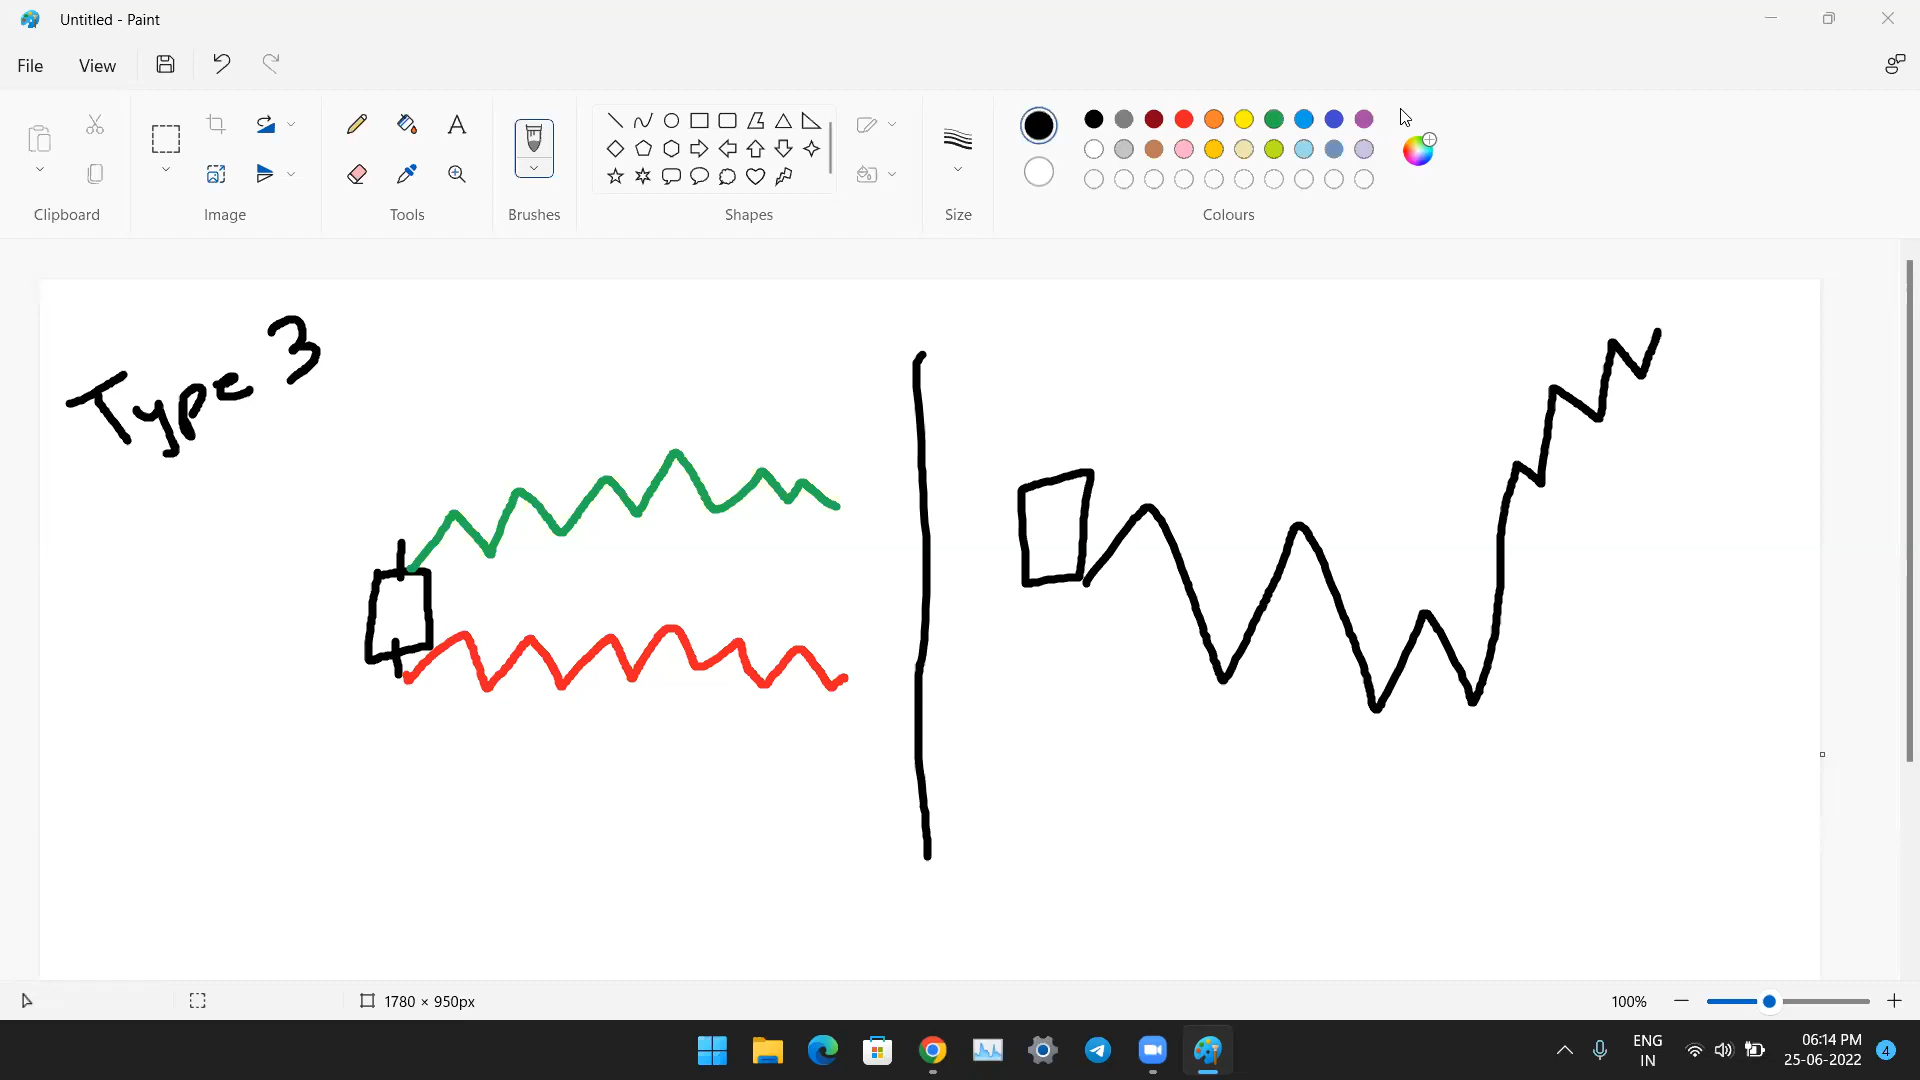 Untitled - Paint
File View
Clipboard Image Tools Brushes Shapes Size Colours
Type 3
1780 × 950px 100%
ENG 06:14 PM
IN 25-06-2022 4